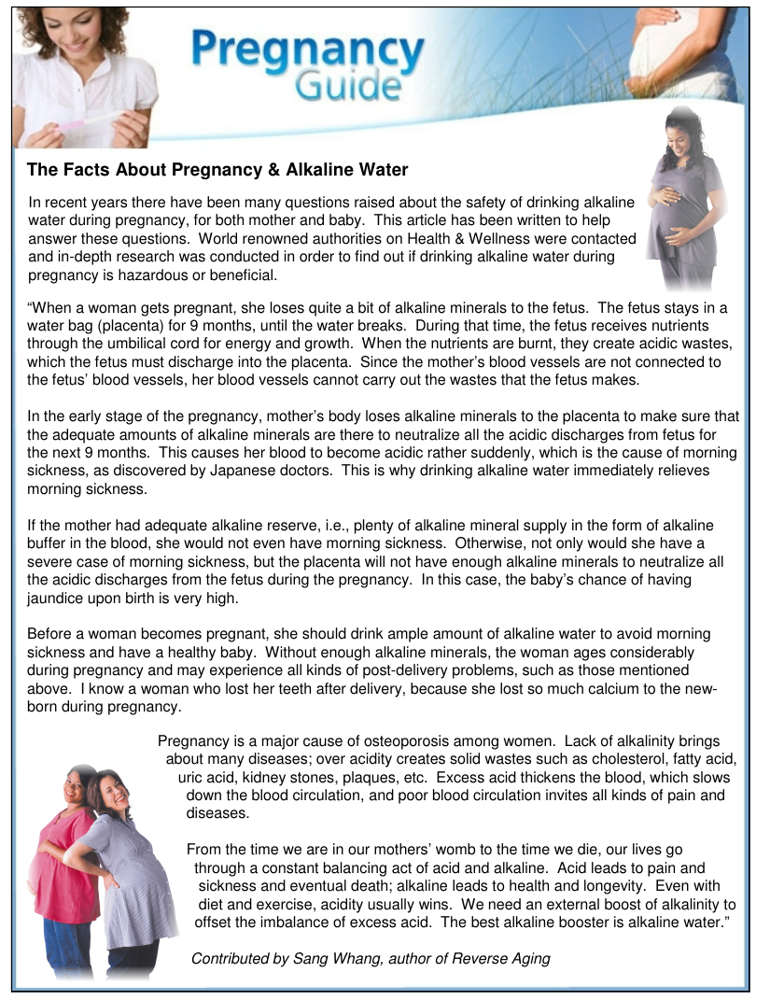 Pregnancy
Guide
The Facts About Pregnancy & Alkaline Water
In recent years there have been many questions raised about the safety of drinking alkaline
water during pregnancy, for both mother and baby.  This article has been written to help
answer these questions.  World renowned authorities on Health & Wellness were contacted
and in-depth research was conducted in order to find out if drinking alkaline water during
pregnancy is hazardous or beneficial.
“When a woman gets pregnant, she loses quite a bit of alkaline minerals to the fetus.  The fetus stays in a
water bag (placenta) for 9 months, until the water breaks.  During that time, the fetus receives nutrients
through the umbilical cord for energy and growth.  When the nutrients are burnt, they create acidic wastes,
which the fetus must discharge into the placenta.  Since the mother’s blood vessels are not connected to
the fetus’ blood vessels, her blood vessels cannot carry out the wastes that the fetus makes.
In the early stage of the pregnancy, mother’s body loses alkaline minerals to the placenta to make sure that
the adequate amounts of alkaline minerals are there to neutralize all the acidic discharges from fetus for
the next 9 months.  This causes her blood to become acidic rather suddenly, which is the cause of morning
sickness, as discovered by Japanese doctors.  This is why drinking alkaline water immediately relieves
morning sickness.
If the mother had adequate alkaline reserve, i.e., plenty of alkaline mineral supply in the form of alkaline
buffer in the blood, she would not even have morning sickness.  Otherwise, not only would she have a
severe case of morning sickness, but the placenta will not have enough alkaline minerals to neutralize all
the acidic discharges from the fetus during the pregnancy.  In this case, the baby’s chance of having
jaundice upon birth is very high.
Before a woman becomes pregnant, she should drink ample amount of alkaline water to avoid morning
sickness and have a healthy baby.  Without enough alkaline minerals, the woman ages considerably
during pregnancy and may experience all kinds of post-delivery problems, such as those mentioned
above.  I know a woman who lost her teeth after delivery, because she lost so much calcium to the new-
born during pregnancy.
Pregnancy is a major cause of osteoporosis among women.  Lack of alkalinity brings
about many diseases; over acidity creates solid wastes such as cholesterol, fatty acid,
uric acid, kidney stones, plaques, etc.  Excess acid thickens the blood, which slows
down the blood circulation, and poor blood circulation invites all kinds of pain and
diseases.
From the time we are in our mothers’ womb to the time we die, our lives go
through a constant balancing act of acid and alkaline.  Acid leads to pain and
sickness and eventual death; alkaline leads to health and longevity.  Even with
diet and exercise, acidity usually wins.  We need an external boost of alkalinity to
offset the imbalance of excess acid.  The best alkaline booster is alkaline water.”
Contributed by Sang Whang, author of Reverse Aging